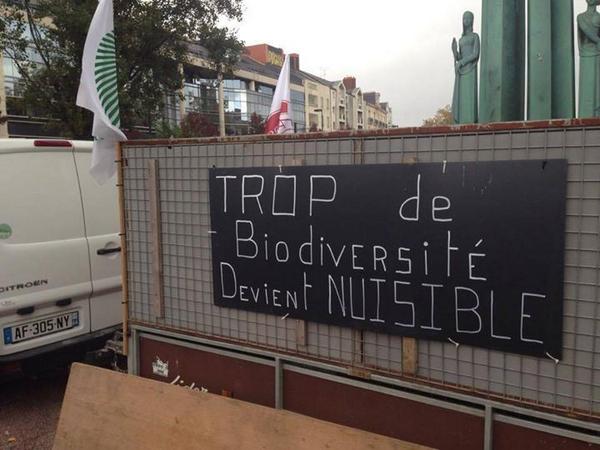 TROP de
Biodiversité
Devient NUISIBLE
CITROËN
AF-305-NY